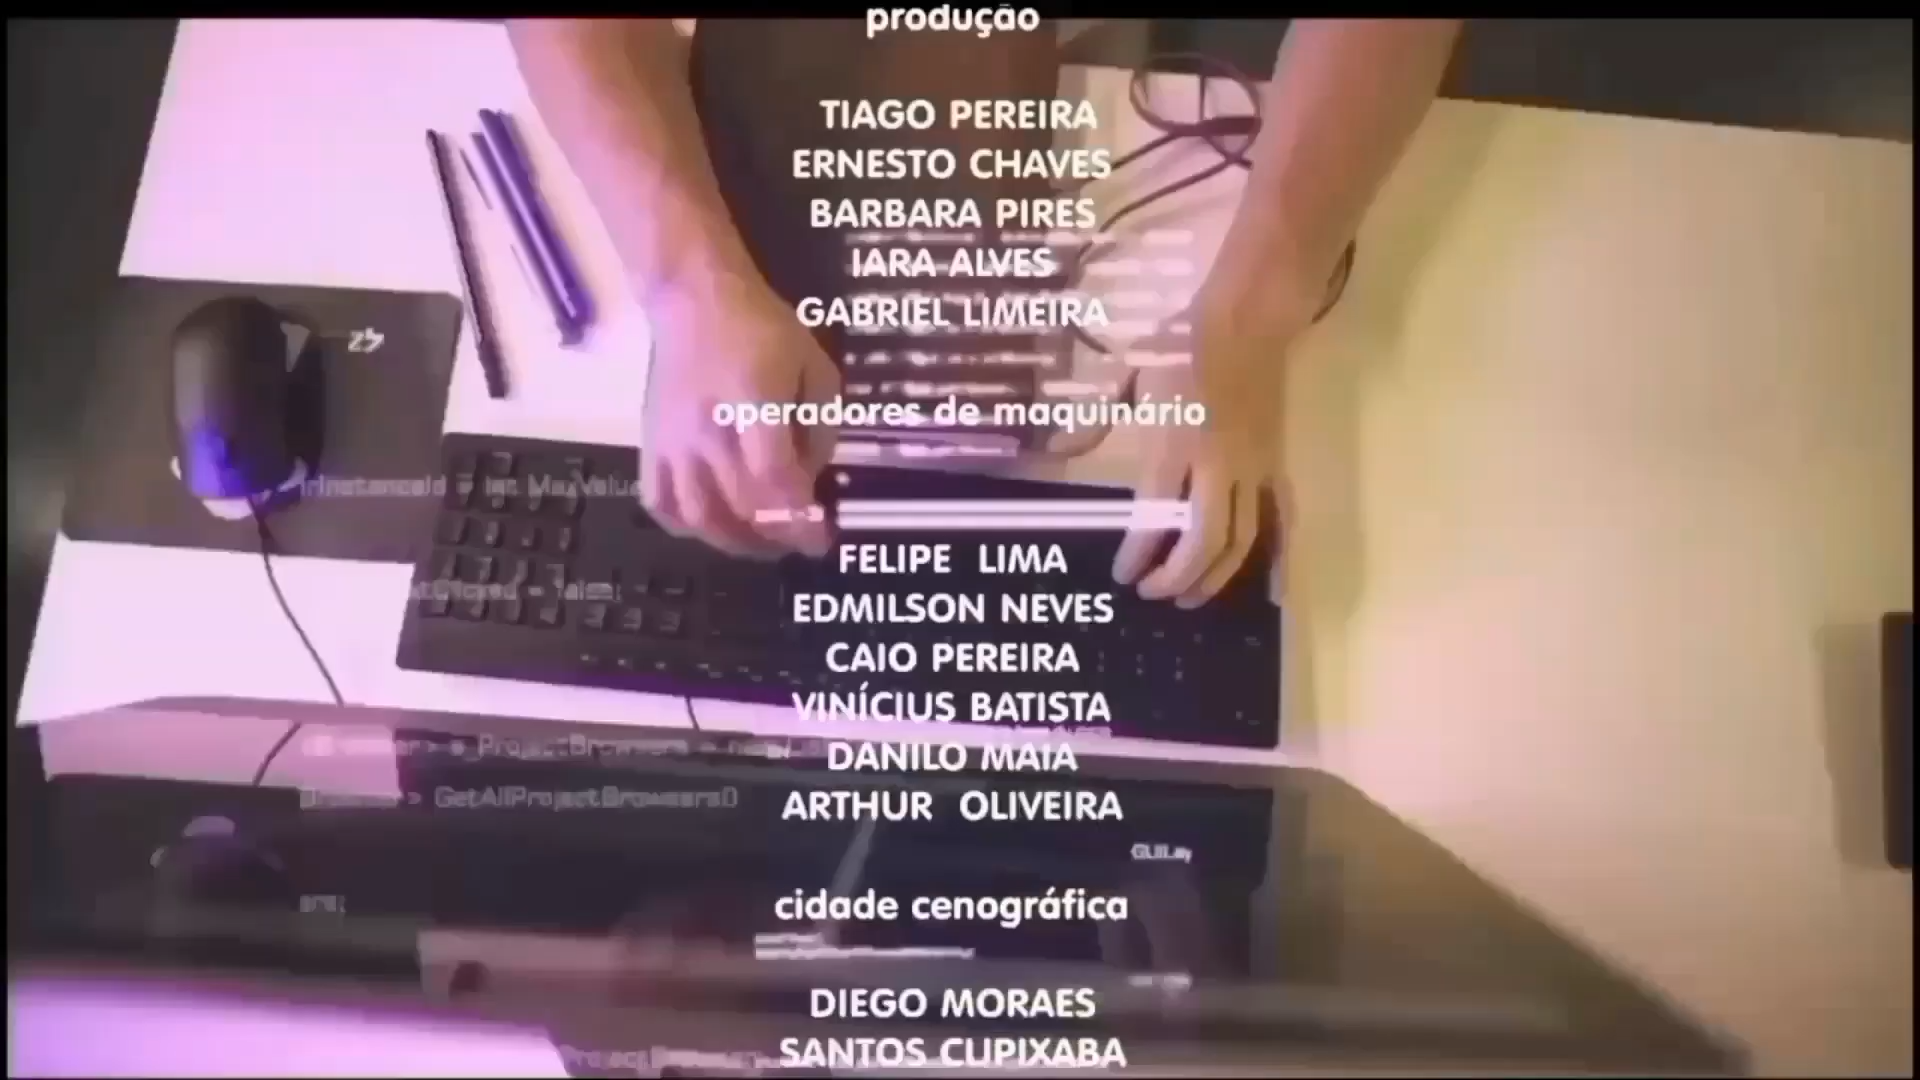 produção
TIAGO PEREIRA
ERNESTO CHAVES
BARBARA PIRES
IARA ALVES
GABRIEL LIMEIRA
operadores de maquinário
FELIPE LIMA
EDMILSON NEVES
CAIO PEREIRA
VINÍCIUS BATISTA
DANILO MAIA
> GetAllProjectBrowsers()
ARTHUR OLIVEIRA
cidade cenográfica
DIEGO MORAES
SANTOS CUPIXABA